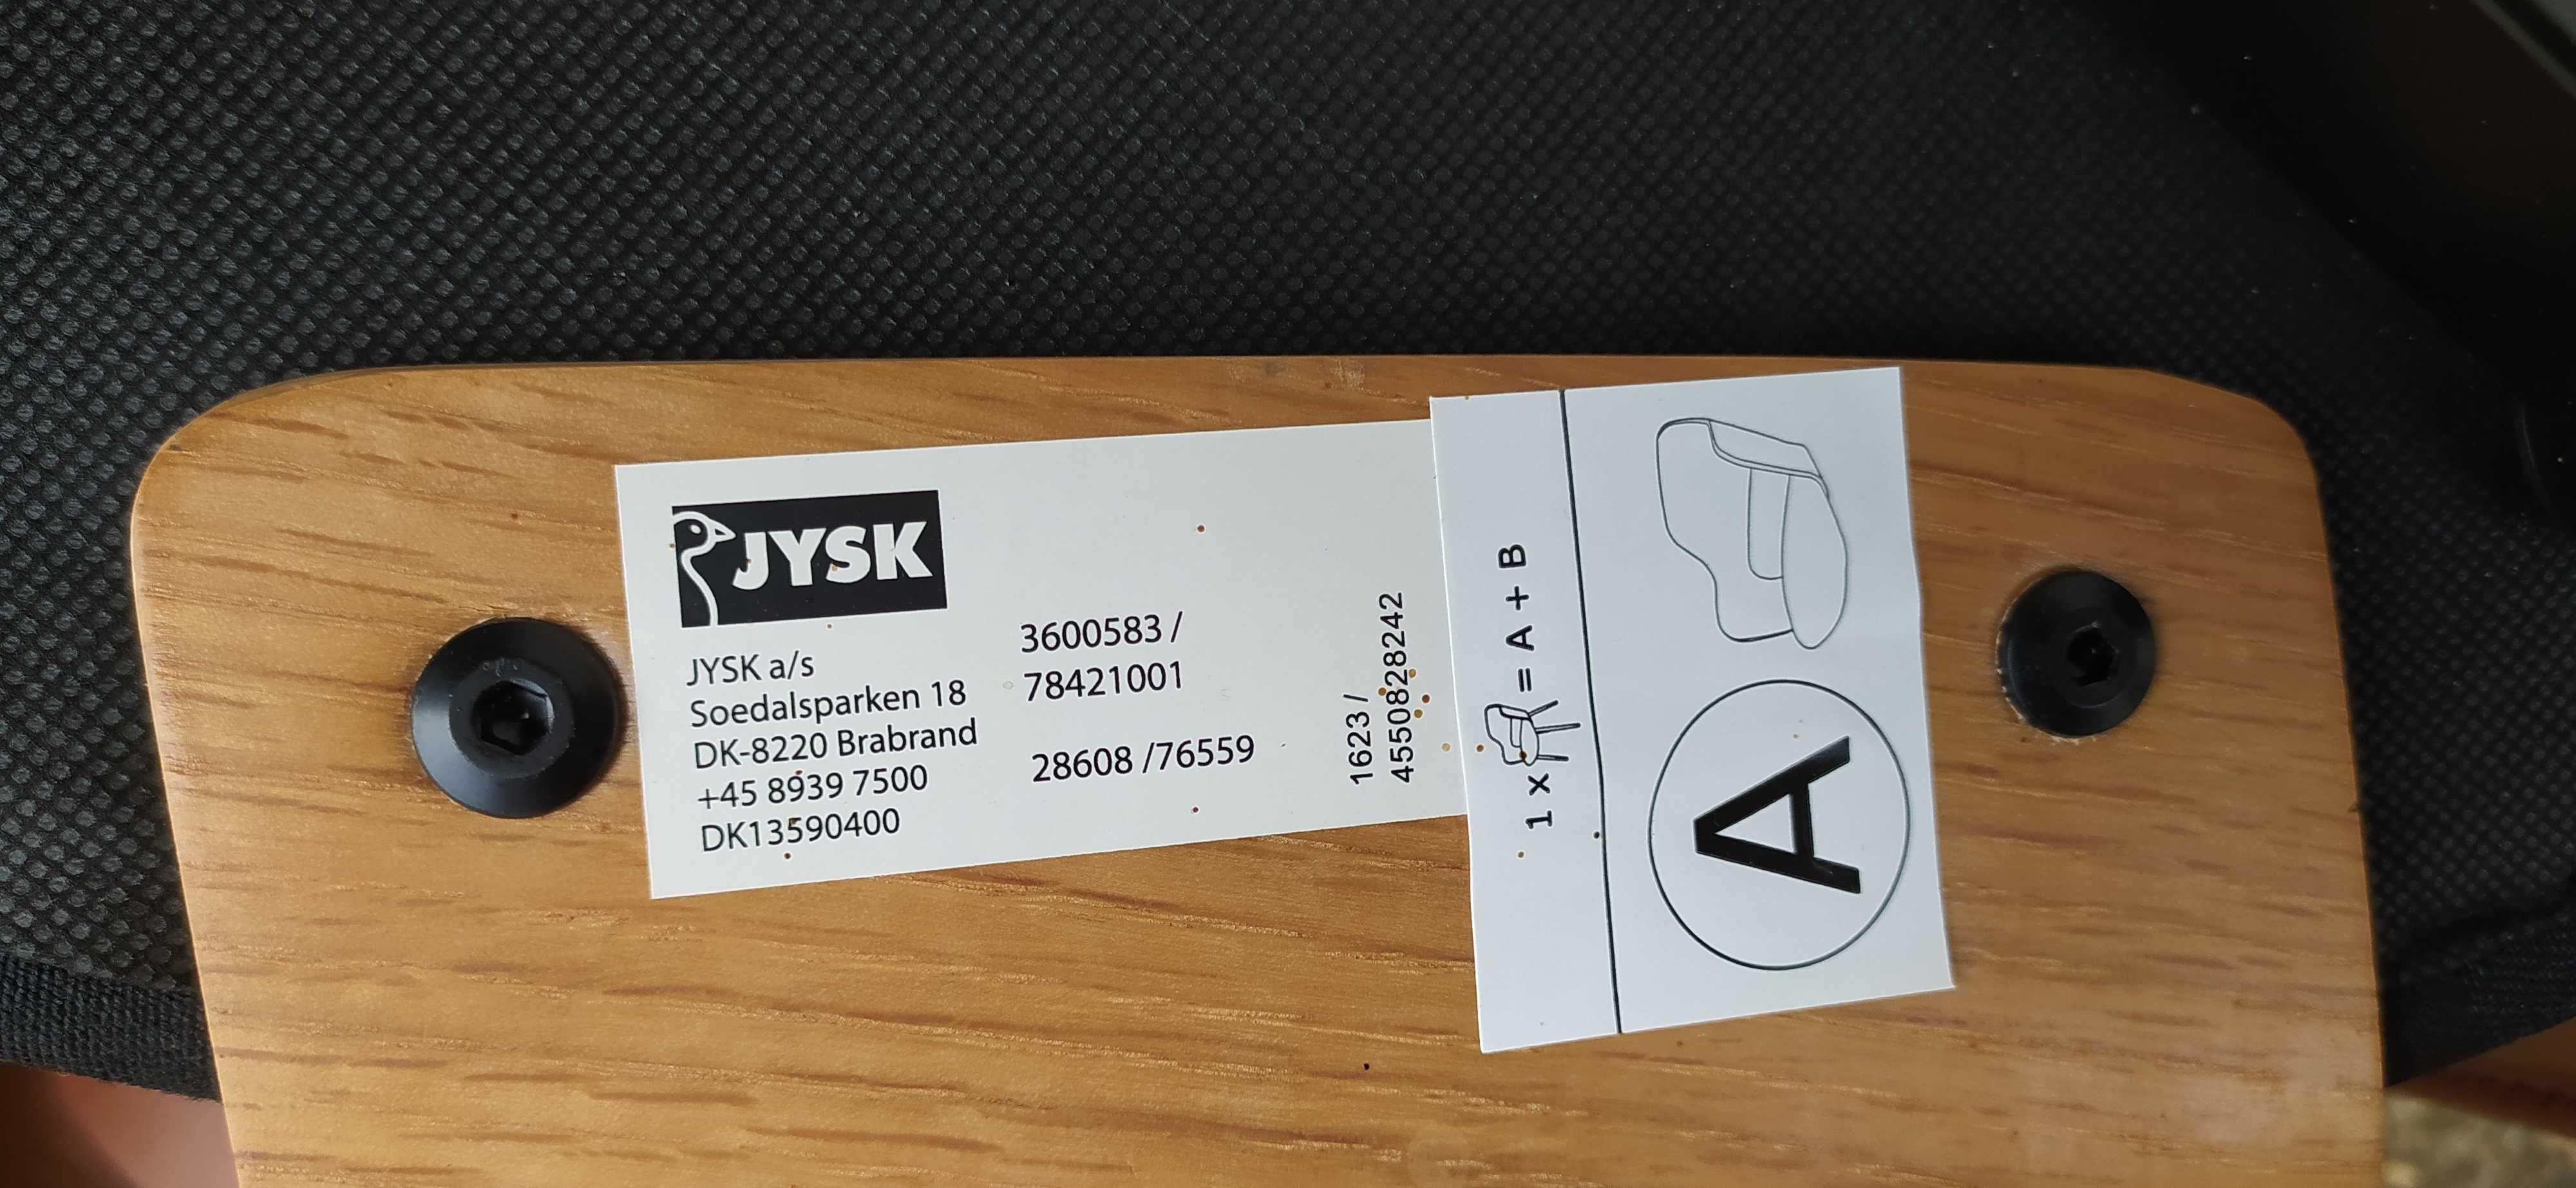 JYSK
JYSK a/s
Soedalsparken 18
DK-8220 Brabrand
+45 8939 7500
DK13590400
3600583 /
78421001
28608 /76559
1623 /
4550828242
1 x = A + B
A